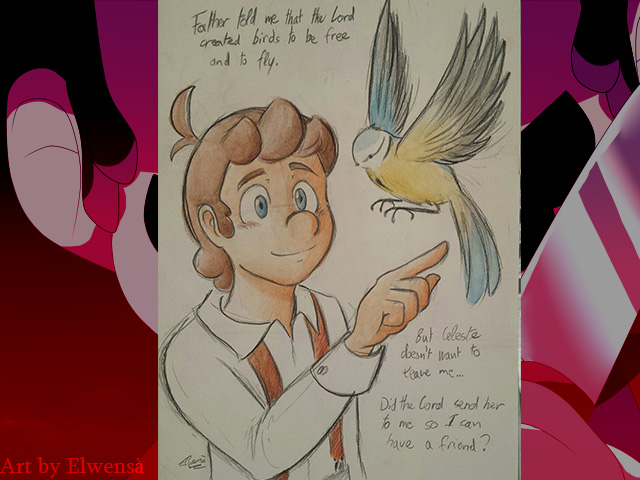 Father told me that the Lord
created birds to be free
and to fly.
But Celeste
doesn't want to
leave me...
Did the Lord send her
to me so I can
have a friend?
Art by Elwensà